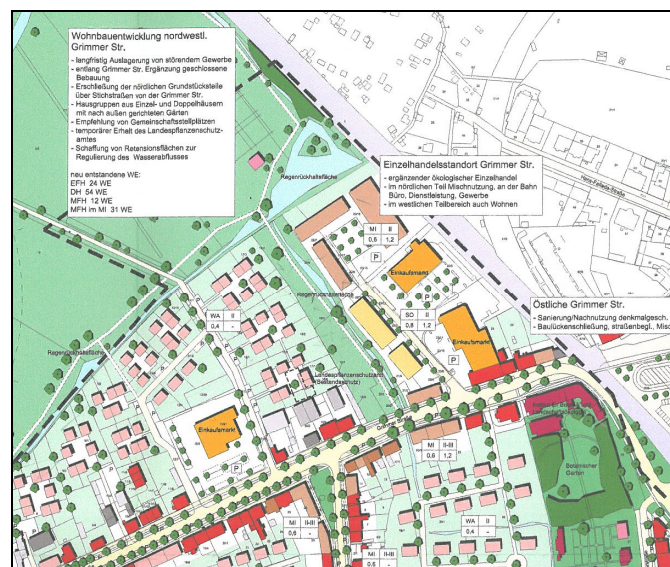 Wohnbauentwicklung nordwestl.
Grimmer Str.
- langfristig Auslagerung von störendem Gewerbe
- entlang Grimmer Str. Ergänzung geschlossene
Bebauung
- Erschließung der nördlichen Grundstücksteile
über Stichstraßen von der Grimmer Str.
- Hausgruppen aus Einzel- und Doppelhäusern
mit nach außen gerichteten Gärten
- Empfehlung von Gemeinschaftsstellplätzen
- temporärer Erhalt des Landespflanzenschutz-
amtes
- Schaffung von Retensionsflächen zur
Regulierung des Wasserabflusses
neu entstandene WE:
EFH 24 WE
DH 54 WE
MFH 12 WE
MFH im MI 31 WE
Regenrückhaltefläche
Einzelhandelsstandort Grimmer Str.
- ergänzender ökologischer Einzelhandel
- im nördlichen Teil Mischnutzung, an der Bahn
Büro, Dienstleistung, Gewerbe
- im westlichen Teilbereich auch Wohnen
MI II
0,6 1,2
P
Einkaufsmarkt
Östliche Grimmer Str.
- Sanierung/Nachnutzung denkmalgesch.
- Baulückenschließung, straßenbegl., Misc
Regenrückhaltefläche
WA II
0,4 -
SO II
0,8 1,2
Einkaufsmarkt
P
Regenrückhaltefläche
Landespflanzenschutzamt
(Bestandsschutz)
Einkaufsmarkt
P
Grimmer Straße
MI II-III
0,6 1,2
Botanischer
Garten
WA II
0,4 -
MI II-III
0,6 -
MI II-III
0,6 -